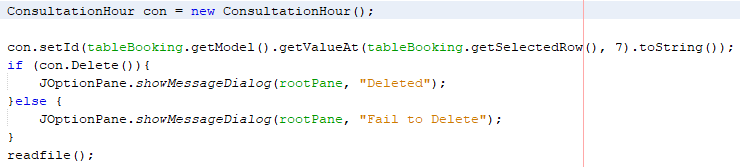 ConsultationHour con = new ConsultationHour();
con.setId(tableBooking.getModel().getValueAt(tableBooking.getSelectedRow(), 7).toString());
if (con.Delete()){
JOptionPane.showMessageDialog(rootPane, "Deleted");
}else {
JOptionPane.showMessageDialog(rootPane, "Fail to Delete");
}
readfile();